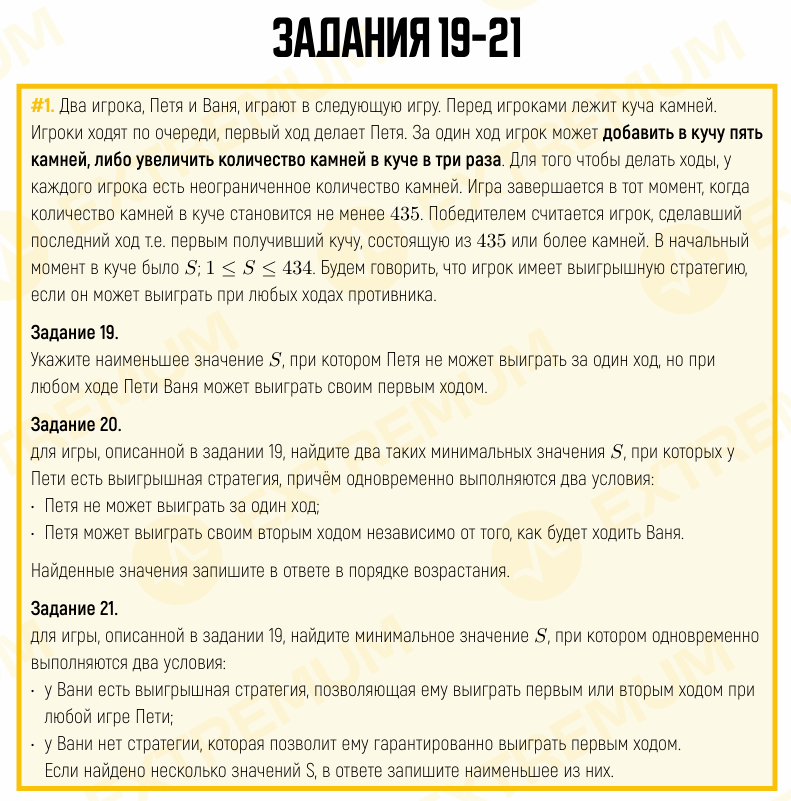 ЗАДАНИЯ 19-21
#1. Два игрока, Петя и Ваня, играют в следующую игру. Перед игроками лежит куча камней.
Игроки ходят по очереди, первый ход делает Петя. За один ход игрок может добавить в кучу пять
камней, либо увеличить количество камней в куче в три раза. Для того чтобы делать ходы, у
каждого игрока есть неограниченное количество камней. Игра завершается в тот момент, когда
количество камней в куче становится не менее 435. Победителем считается игрок, сделавший
последний ход т.е. первым получивший кучу, состоящую из 435 или более камней. В начальный
момент в куче было S; 1 ≤ S ≤ 434. Будем говорить, что игрок имеет выигрышную стратегию,
если он может выиграть при любых ходах противника.
Задание 19.
Укажите наименьшее значение S, при котором Петя не может выиграть за один ход, но при
любом ходе Пети Ваня может выиграть своим первым ходом.
Задание 20.
для игры, описанной в задании 19, найдите два таких минимальных значения S, при которых у
Пети есть выигрышная стратегия, причём одновременно выполняются два условия:
· Петя не может выиграть за один ход;
· Петя может выиграть своим вторым ходом независимо от того, как будет ходить Ваня.
Найденные значения запишите в ответе в порядке возрастания.
Задание 21.
для игры, описанной в задании 19, найдите минимальное значение S, при котором одновременно
выполняются два условия:
· у Вани есть выигрышная стратегия, позволяющая ему выиграть первым или вторым ходом при
любой игре Пети;
· у Вани нет стратегии, которая позволит ему гарантированно выиграть первым ходом.
Если найдено несколько значений S, в ответе запишите наименьшее из них.
EXTREMUM